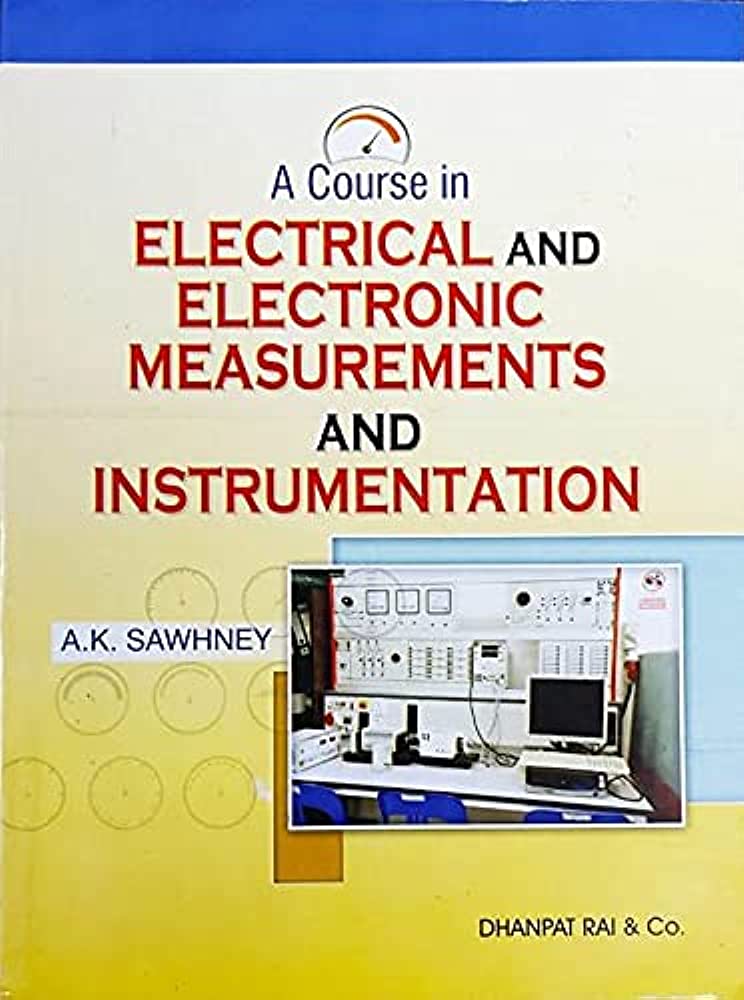 A Course in
ELECTRICAL AND
ELECTRONIC
MEASUREMENTS
AND
INSTRUMENTATION
A.K. SAWHNEY
DHANPAT RAI & Co.